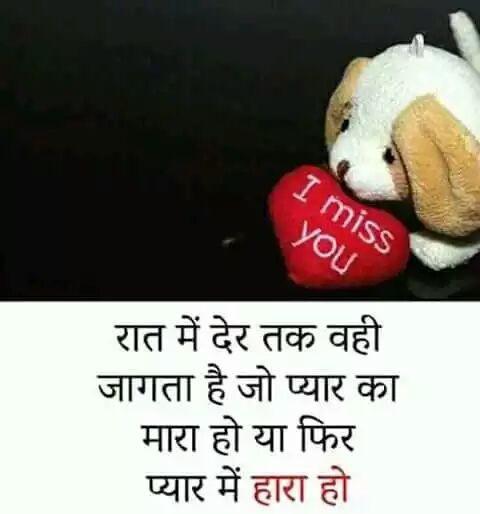 I miss
you
रात में देर तक वही
जागता है जो प्यार का
मारा हो या फिर
प्यार में हारा हो